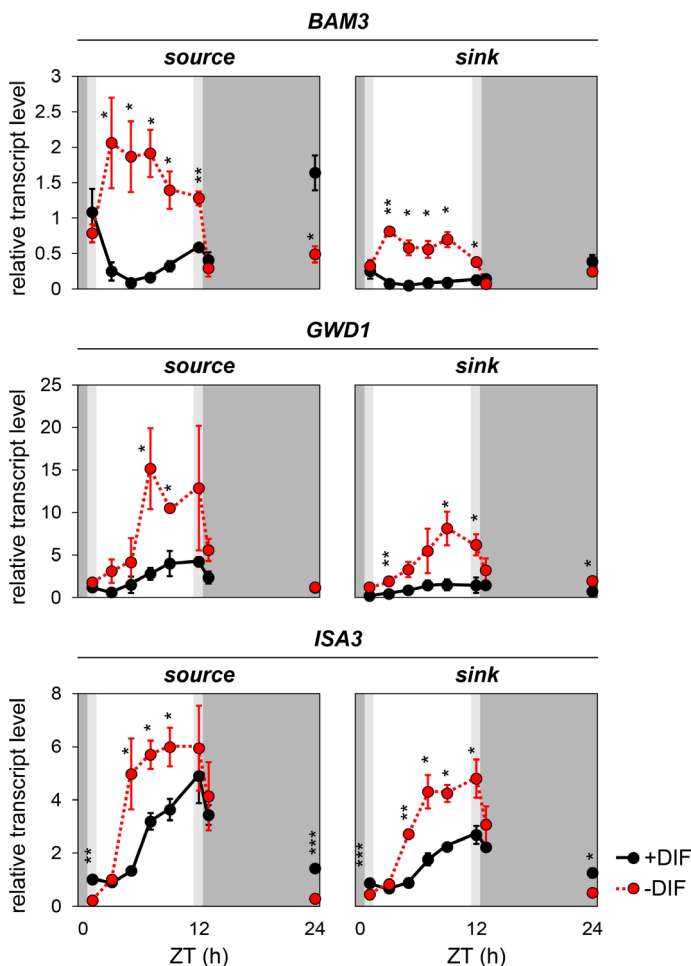 BAM3
source sink
relative transcript level
3
2.5
2
1.5
1
0.5
0
* * * * ** *
** * * * *
GWD1
source sink
relative transcript level
25
20
15
10
5
0
* *
** * * *
ISA3
source sink
relative transcript level
8
6
4
2
0
** * * * ***
*** ** * * * *
+DIF
-DIF
0 12 24 0 12 24
ZT (h) ZT (h)